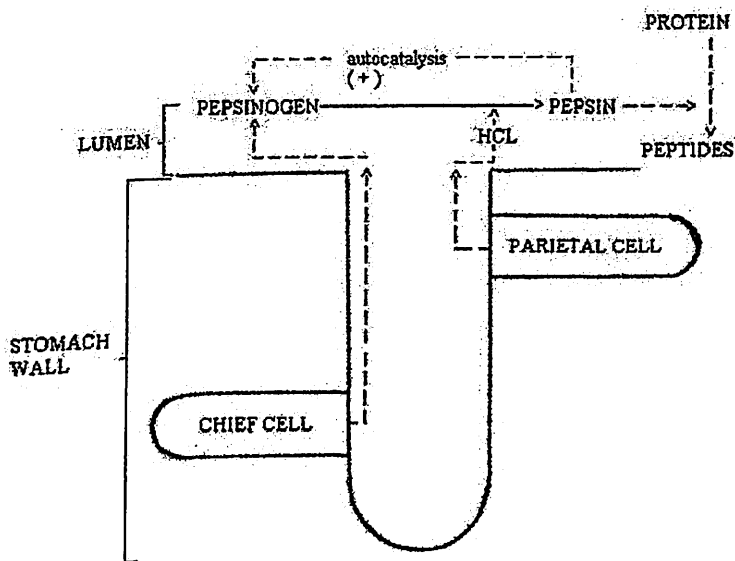 PROTEIN
autocatalysis
(+)
PEPSINOGEN
PEPSIN
LUMEN
HCL
PEPTIDES
PARIETAL CELL
STOMACH
WALL
CHIEF CELL